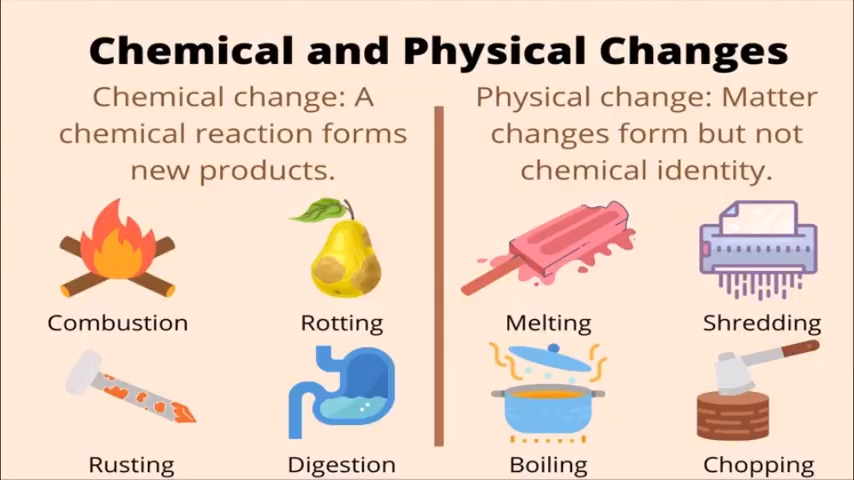 Chemical and Physical Changes
Chemical change: A
chemical reaction forms
new products.
Physical change: Matter
changes form but not
chemical identity.
Combustion
Rotting
Melting
Shredding
Rusting
Digestion
Boiling
Chopping